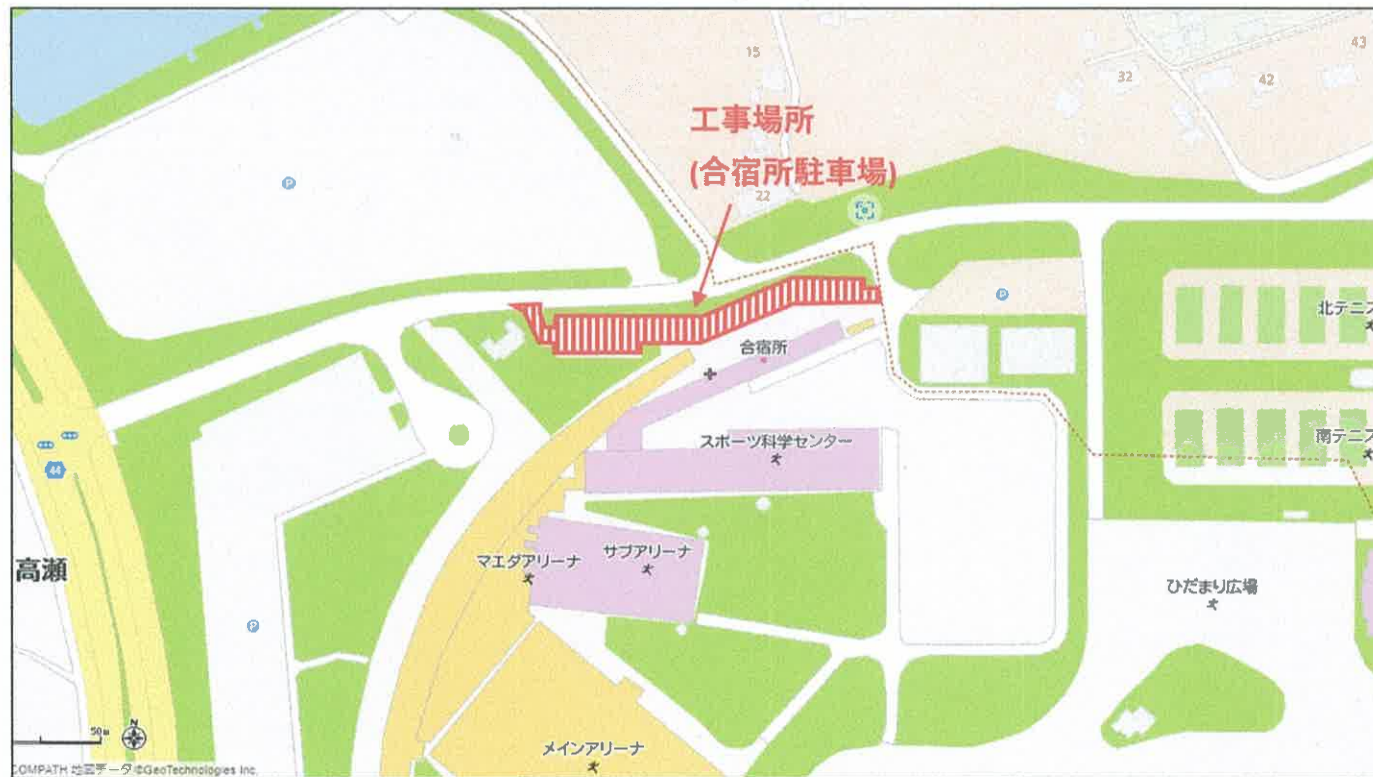 15
32
42
43
工事場所
(合宿所駐車場)
22
P
P
合宿所
北テニス
スポーツ科学センター
南テニス
44
マエダアリーナ
サブアリーナ
高瀬
ひだまり広場
P
メインアリーナ
50m
N
COMPATH 地図データ ©GeoTechnologies Inc.